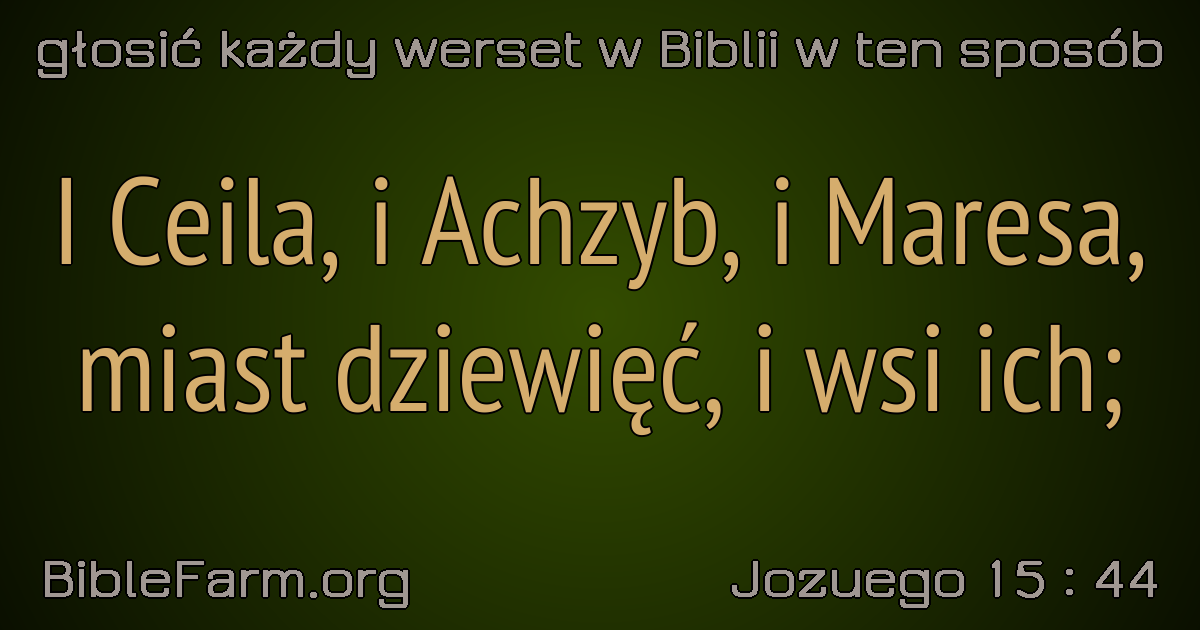 głosić każdy werset w Biblii w ten sposób
I Ceila, i Achzyb, i Maresa,
miast dziewięć, i wsi ich;
BibleFarm.org
Jozuego 15 : 44